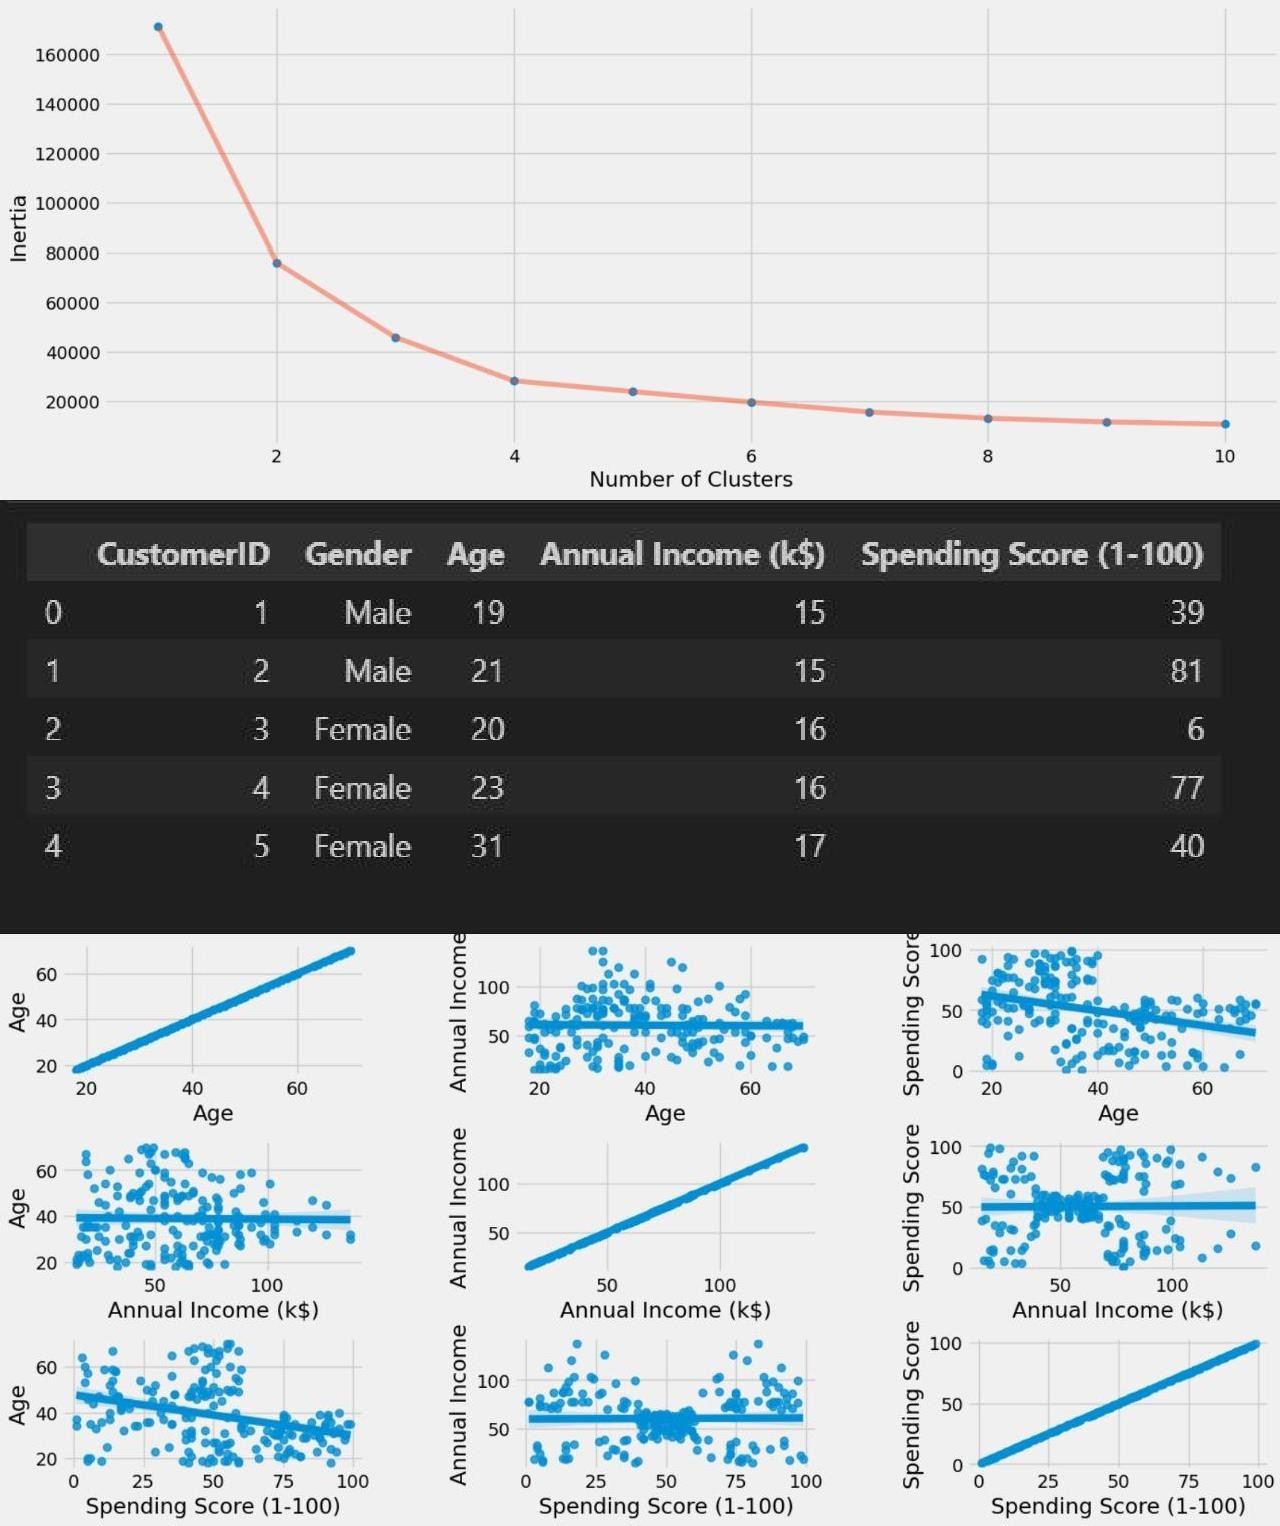 160000
140000
120000
100000
80000
60000
40000
20000
Inertia
2 4 6 8 10
Number of Clusters
CustomerID Gender Age Annual Income (k$) Spending Score (1-100)
0 1 Male 19 15 39
1 2 Male 21 15 81
2 3 Female 20 16 6
3 4 Female 23 16 77
4 5 Female 31 17 40
60
40
20
Age
20 40 60
Age
100
50
Annual Income
20 40 60
Age
100
50
0
Spending Score
20 40 60
Age
60
40
20
Age
50 100
Annual Income (k$)
100
50
Annual Income
50 100
Annual Income (k$)
100
50
0
Spending Score
50 100
Annual Income (k$)
60
40
20
Age
0 25 50 75 100
Spending Score (1-100)
100
50
Annual Income
0 25 50 75 100
Spending Score (1-100)
100
50
0
Spending Score
0 25 50 75 100
Spending Score (1-100)